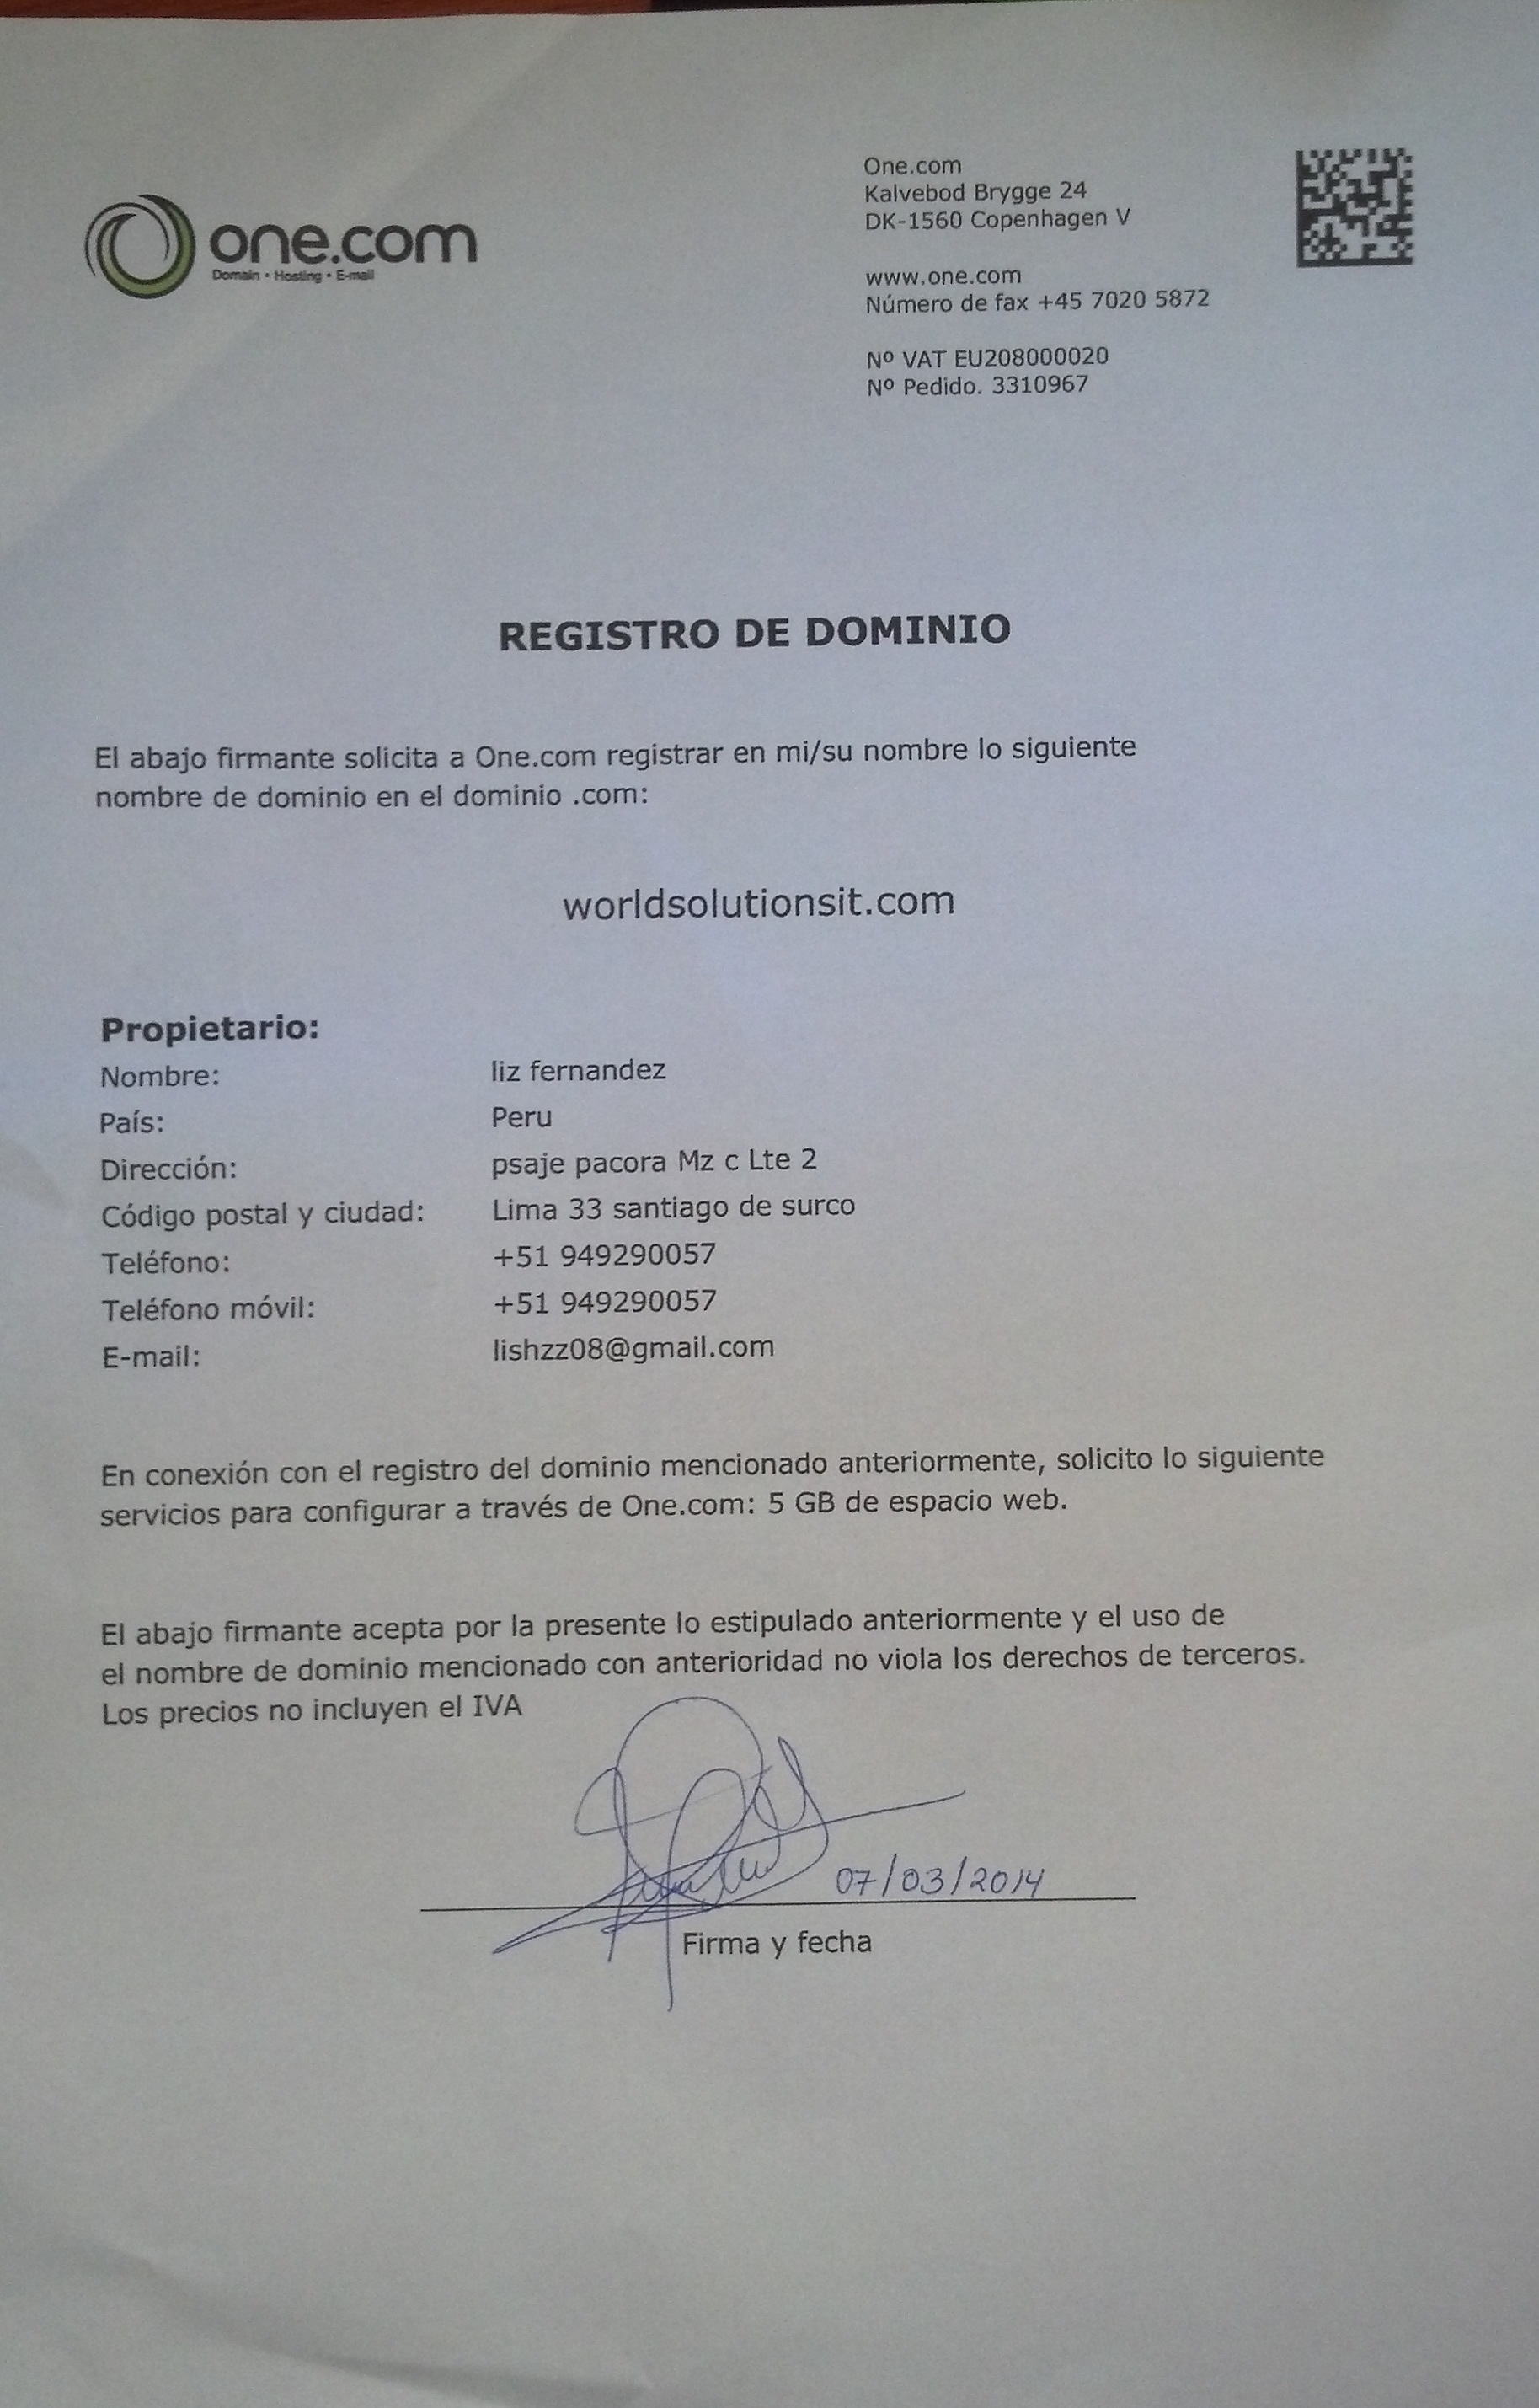 one.com
Domain • Hosting • E-mail
One.com
Kalvebod Brygge 24
DK-1560 Copenhagen V
www.one.com
Número de fax +45 7020 5872
Nº VAT EU208000020
Nº Pedido. 3310967
REGISTRO DE DOMINIO
El abajo firmante solicita a One.com registrar en mi/su nombre lo siguiente
nombre de dominio en el dominio .com:
worldsolutionsit.com
Propietario:
Nombre: liz fernandez
País: Peru
Dirección: psaje pacora Mz c Lte 2
Código postal y ciudad: Lima 33 santiago de surco
Teléfono: +51 949290057
Teléfono móvil: +51 949290057
E-mail: lishzz08@gmail.com
En conexión con el registro del dominio mencionado anteriormente, solicito lo siguiente
servicios para configurar a través de One.com: 5 GB de espacio web.
El abajo firmante acepta por la presente lo estipulado anteriormente y el uso de
el nombre de dominio mencionado con anterioridad no viola los derechos de terceros.
Los precios no incluyen el IVA
07/03/2014
Firma y fecha